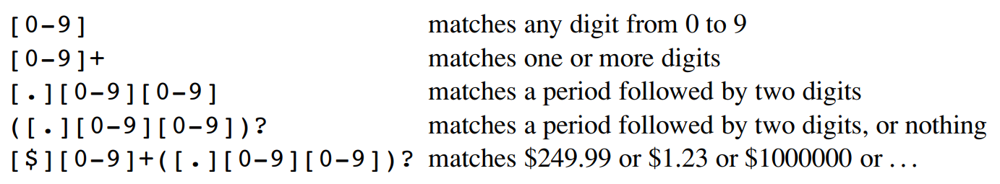 [0-9] matches any digit from 0 to 9
[0-9]+ matches one or more digits
[.][0-9][0-9] matches a period followed by two digits
([.][0-9][0-9])? matches a period followed by two digits, or nothing
[$][0-9]+([.][0-9][0-9])? matches $249.99 or $1.23 or $1000000 or ...